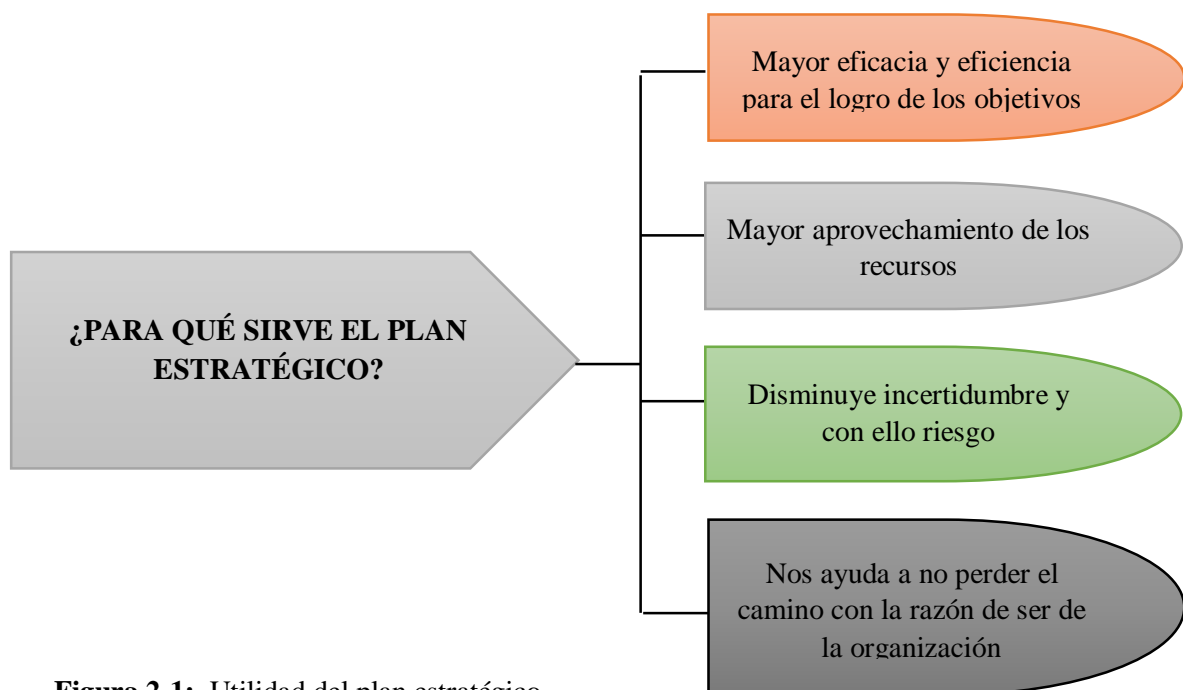 Mayor eficacia y eficiencia
para el logro de los objetivos
Mayor aprovechamiento de los
recursos
¿PARA QUÉ SIRVE EL PLAN
ESTRATÉGICO?
Disminuye incertidumbre y
con ello riesgo
Nos ayuda a no perder el
camino con la razón de ser de
la organización
Figura 2-1: Utilidad del plan estratégico